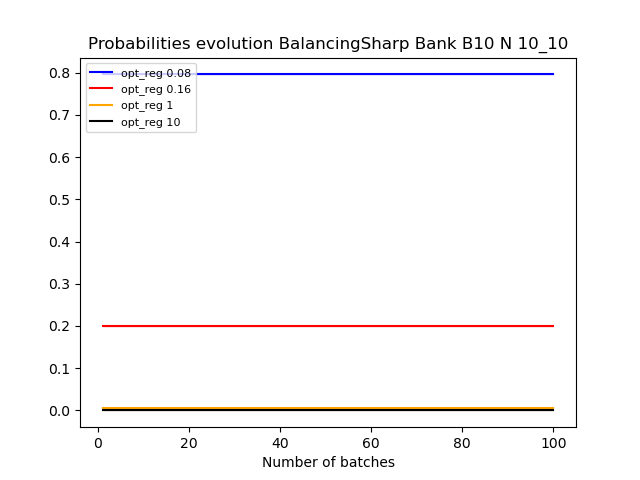 Probabilities evolution BalancingSharp Bank B10 N 10_10
opt_reg 0.08
opt_reg 0.16
opt_reg 1
opt_reg 10
0.8
0.7
0.6
0.5
0.4
0.3
0.2
0.1
0.0
0 20 40 60 80 100
Number of batches